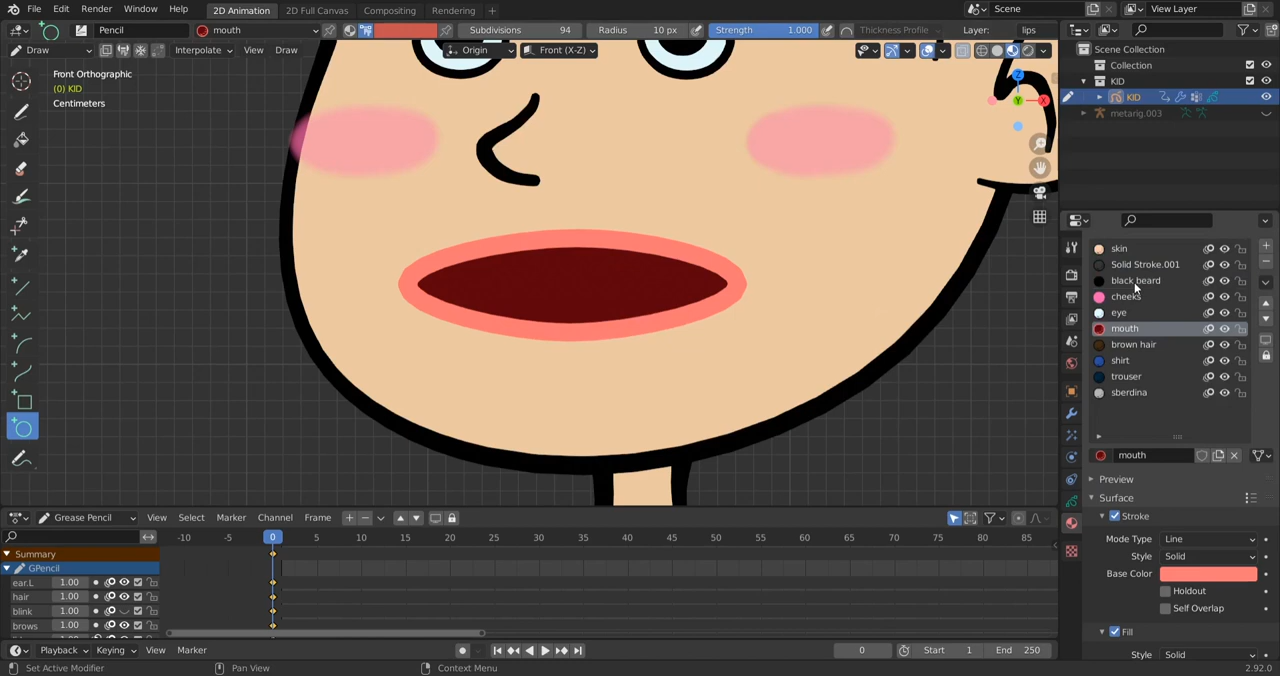 File Edit Render Window Help 2D Animation 2D Full Canvas Compositing Rendering + Scene View Layer
Pencil mouth Subdivisions 94 Radius 10 px Strength 1.000 Thickness Profile Layer: lips
Draw Interpolate View Draw Origin Front (X-Z)
Scene Collection
Collection
KID
KID
metarig.003
Front Orthographic
(0) KID
Centimeters
Z
Y
X
skin
Solid Stroke.001
black beard
cheeks
eye
mouth
brown hair
shirt
trouser
sberdina
mouth
Preview
Surface
Stroke
Mode Type Line
Style Solid
Base Color
Holdout
Self Overlap
Fill
Style Solid
Grease Pencil View Select Marker Channel Frame
-10 -5 0 5 10 15 20 25 30 35 40 45 50 55 60 65 70 75 80 85
Summary
GPencil
ear.L 1.00
hair 1.00
blink 1.00
brows 1.00
Playback Keying View Marker 0 Start 1 End 250
Set Active Modifier Pan View Context Menu 2.92.0